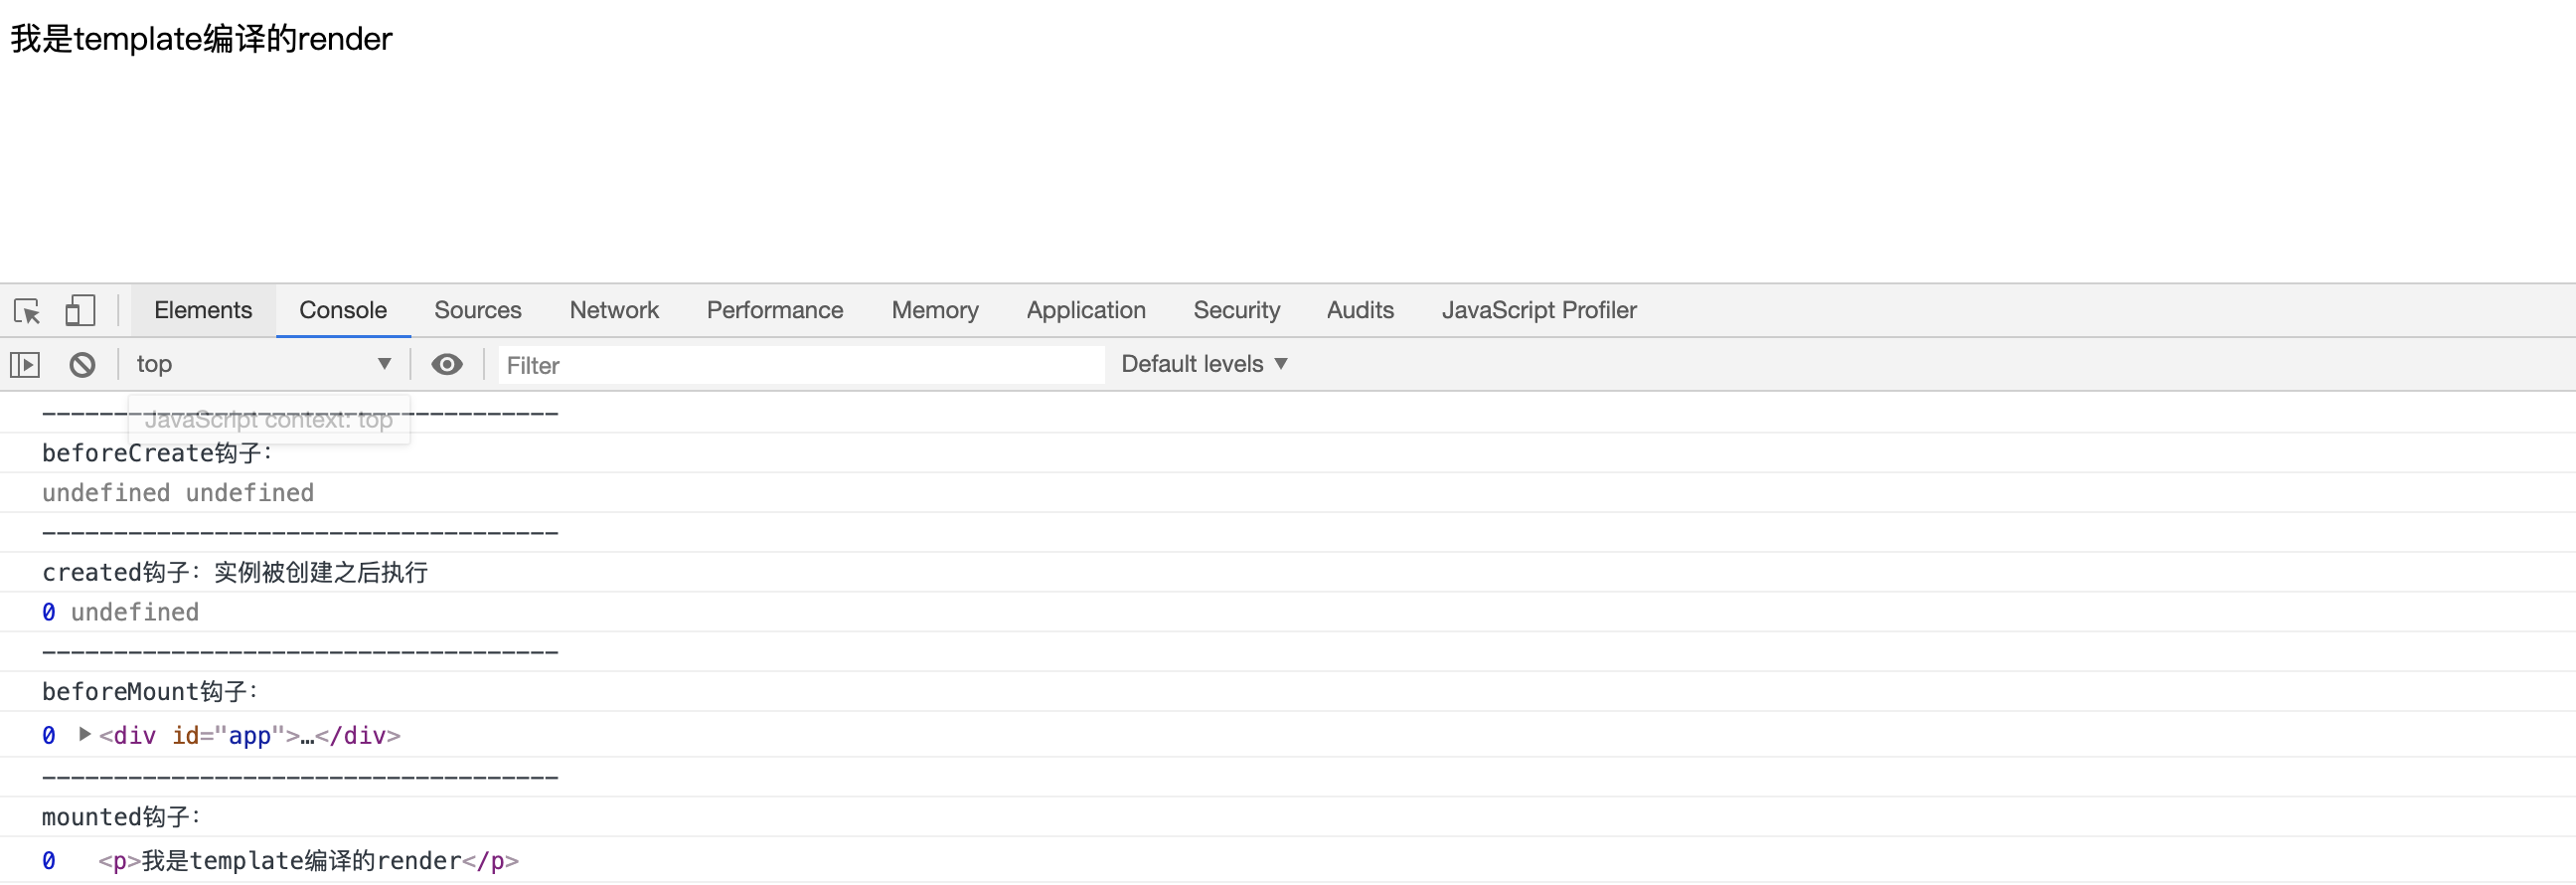 我是template编译的render
Elements Console Sources Network Performance Memory Application Security Audits JavaScript Profiler
top ▼ Filter Default levels ▼
------------------------------------
JavaScript context: top
beforeCreate钩子：
undefined undefined
------------------------------------
created钩子：实例被创建之后执行
0 undefined
------------------------------------
beforeMount钩子：
0 ▶<div id="app">…</div>
------------------------------------
mounted钩子：
0 <p>我是template编译的render</p>